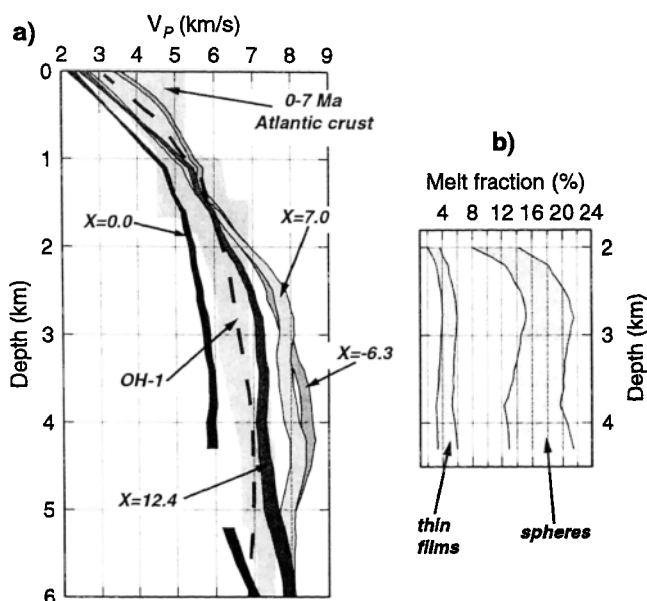 a)
V_P (km/s)
2 3 4 5 6 7 8 9
0
1
2
3
4
5
6
Depth (km)
0-7 Ma
Atlantic crust
X=0.0
X=7.0
OH-1
X=-6.3
X=12.4
b)
Melt fraction (%)
4 8 12 16 20 24
2
3
4
Depth (km)
thin
films
spheres